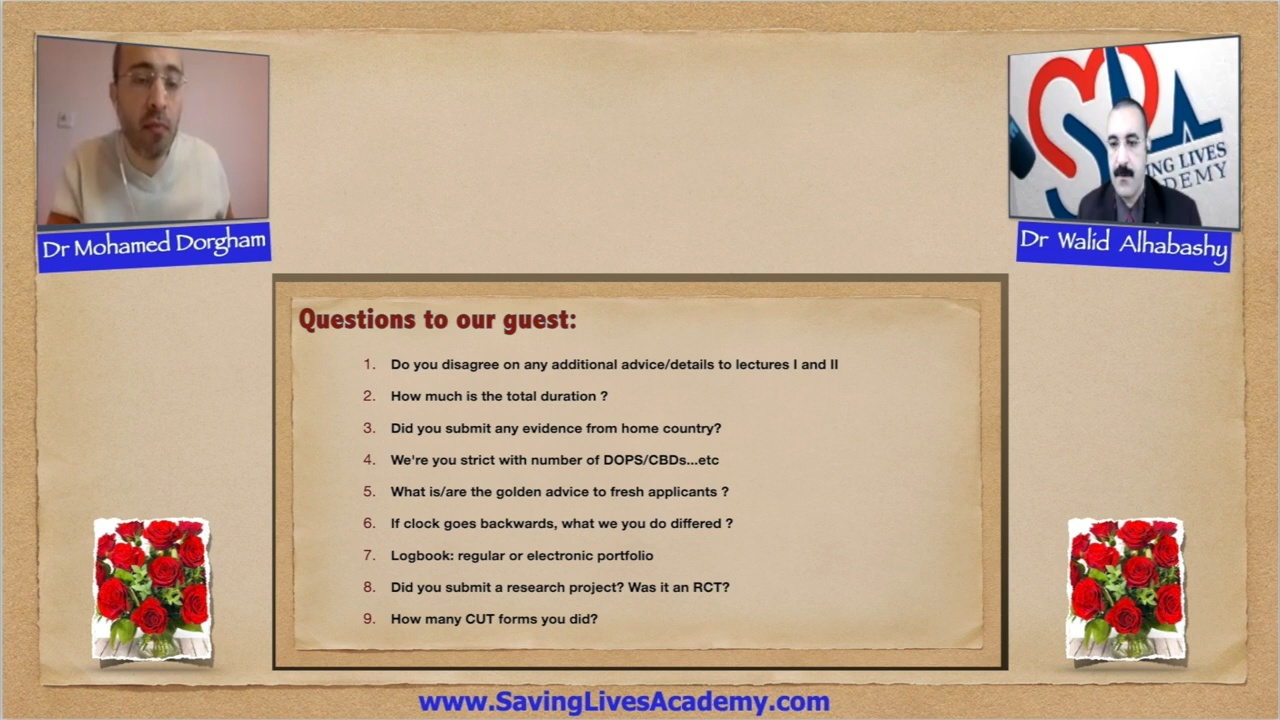 Dr Mohamed Dorgham
ING LIVES
DEMY
Dr Walid Alhabashy
Questions to our guest:
1. Do you disagree on any additional advice/details to lectures I and II
2. How much is the total duration ?
3. Did you submit any evidence from home country?
4. We're you strict with number of DOPS/CBDs...etc
5. What is/are the golden advice to fresh applicants ?
6. If clock goes backwards, what we you do differed ?
7. Logbook: regular or electronic portfolio
8. Did you submit a research project? Was it an RCT?
9. How many CUT forms you did?
www.SavingLivesAcademy.com